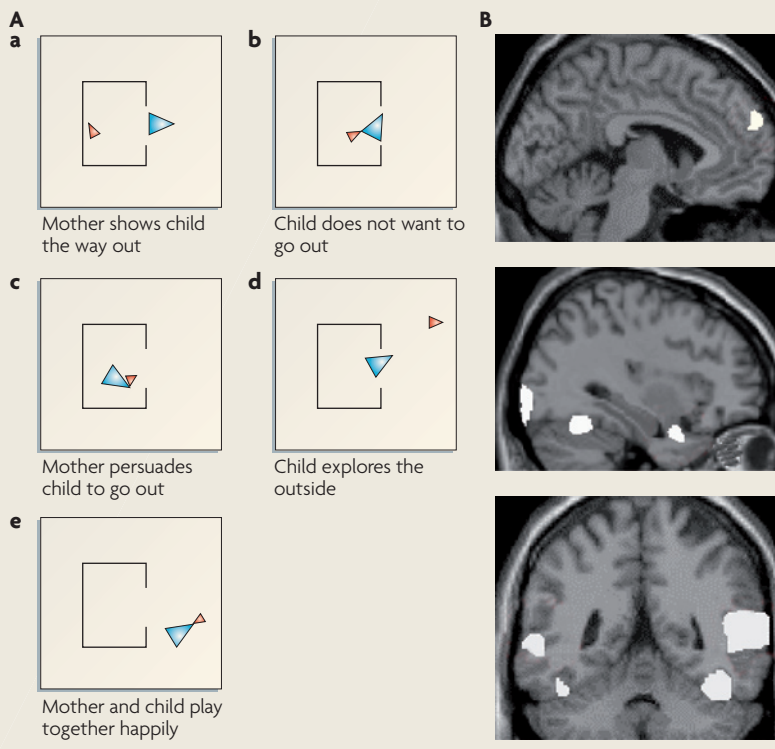 A
B
a
b
Mother shows child
the way out
Child does not want to
go out
c
d
Mother persuades
child to go out
Child explores the
outside
e
Mother and child play
together happily